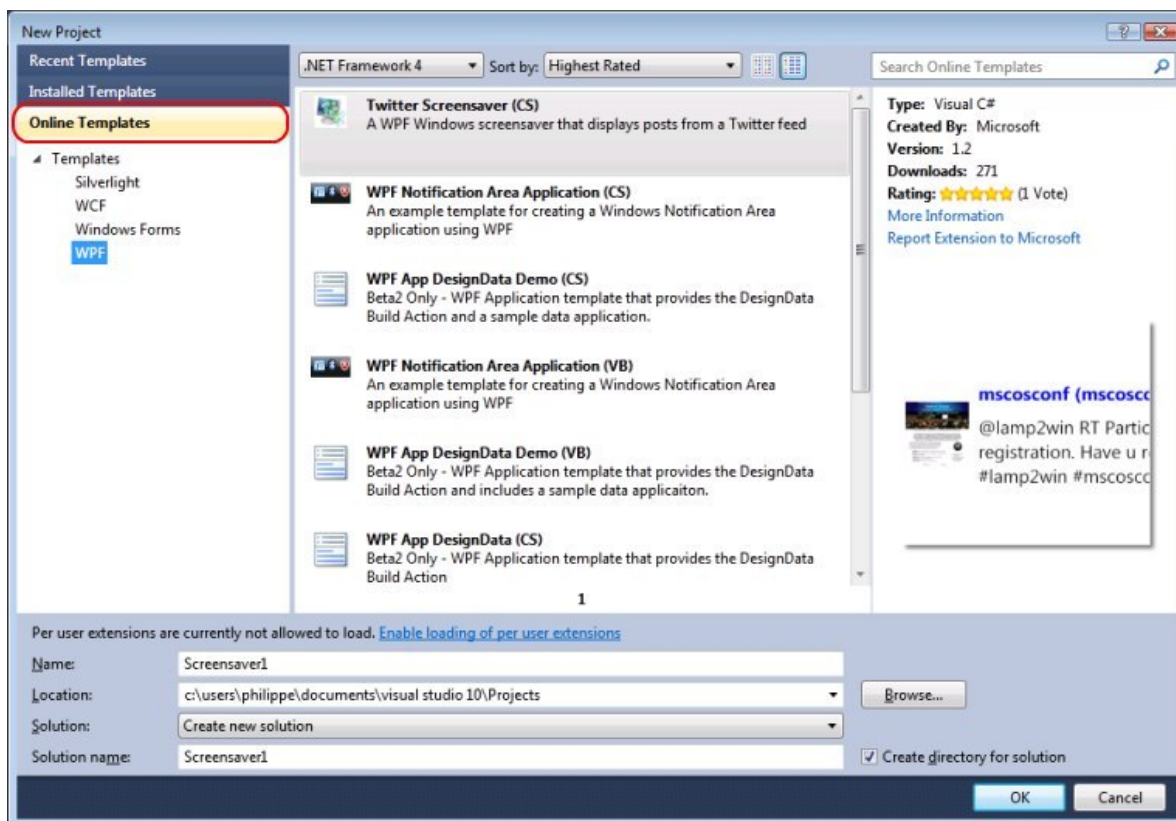 New Project
Recent Templates
Installed Templates
Online Templates
Templates
Silverlight
WCF
Windows Forms
WPF
.NET Framework 4
Sort by: Highest Rated
Twitter Screensaver (CS)
A WPF Windows screensaver that displays posts from a Twitter feed
WPF Notification Area Application (CS)
An example template for creating a Windows Notification Area
application using WPF
WPF App DesignData Demo (CS)
Beta2 Only - WPF Application template that provides the DesignData
Build Action and a sample data application.
WPF Notification Area Application (VB)
An example template for creating a Windows Notification Area
application using WPF
WPF App DesignData Demo (VB)
Beta2 Only - WPF Application template that provides the DesignData
Build Action and includes a sample data applicaiton.
WPF App DesignData (CS)
Beta2 Only - WPF Application template that provides the DesignData
Build Action
1
Search Online Templates
Type: Visual C#
Created By: Microsoft
Version: 1.2
Downloads: 271
Rating: (1 Vote)
More Information
Report Extension to Microsoft
mscosconf (mscoscc
@lamp2win RT Partic
registration. Have u r
#lamp2win #mscoscc
Per user extensions are currently not allowed to load. Enable loading of per user extensions
Name: Screensaver1
Location: c:\users\philippe\documents\visual studio 10\Projects
Browse...
Solution: Create new solution
Solution name: Screensaver1
Create directory for solution
OK Cancel